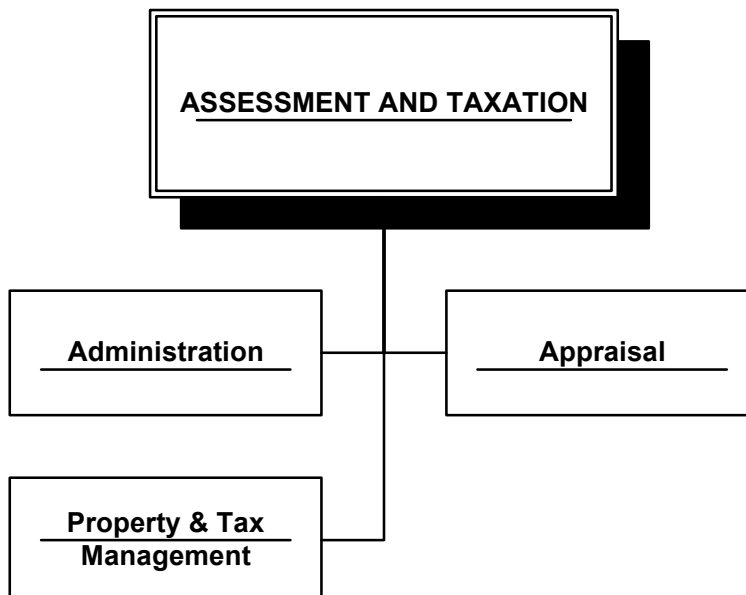 ASSESSMENT AND TAXATION
Administration
Appraisal
Property & Tax
Management